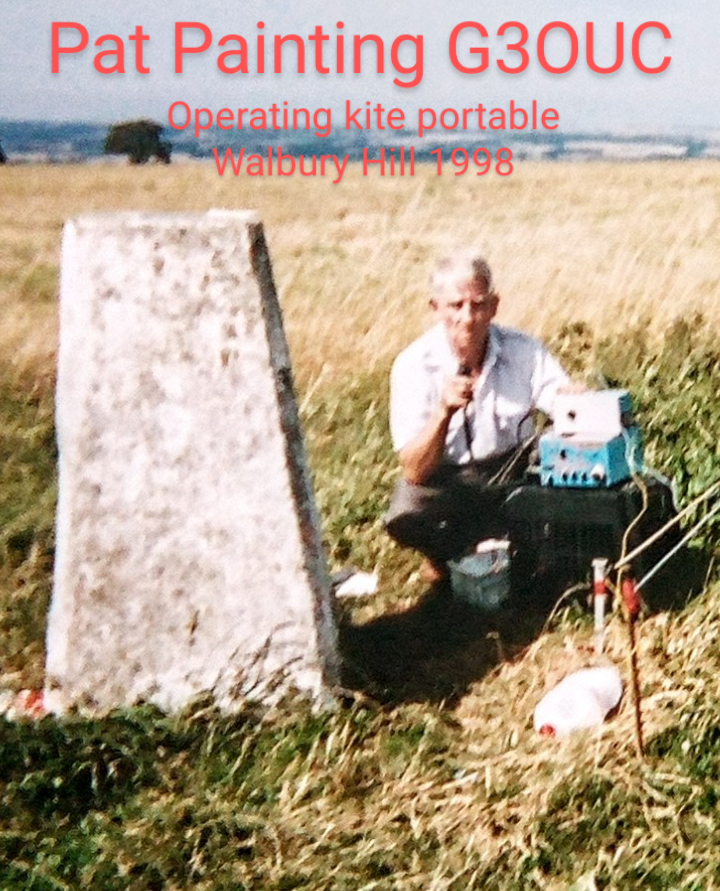 Pat Painting G3OUC
Operating kite portable
Walbury Hill 1998